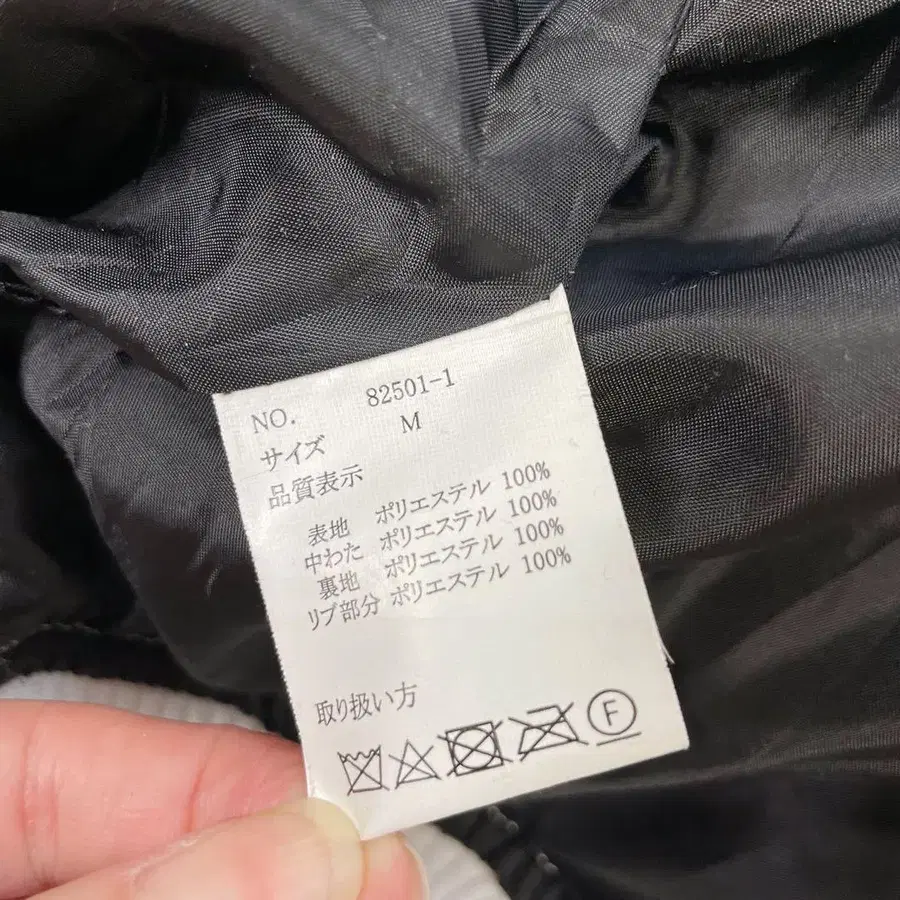 NO. 82501-1
サイズ M
品質表示
表地 ポリエステル 100%
中わた ポリエステル 100%
裏地 ポリエステル 100%
リブ部分 ポリエステル 100%
取り扱い方
F